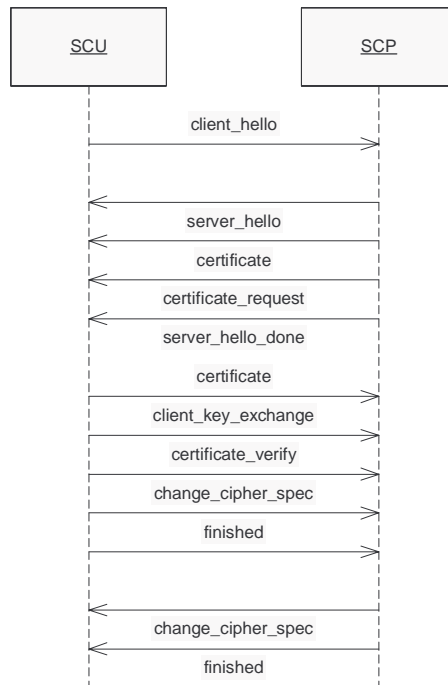 SCU
SCP
client_hello
server_hello
certificate
certificate_request
server_hello_done
certificate
client_key_exchange
certificate_verify
change_cipher_spec
finished
change_cipher_spec
finished